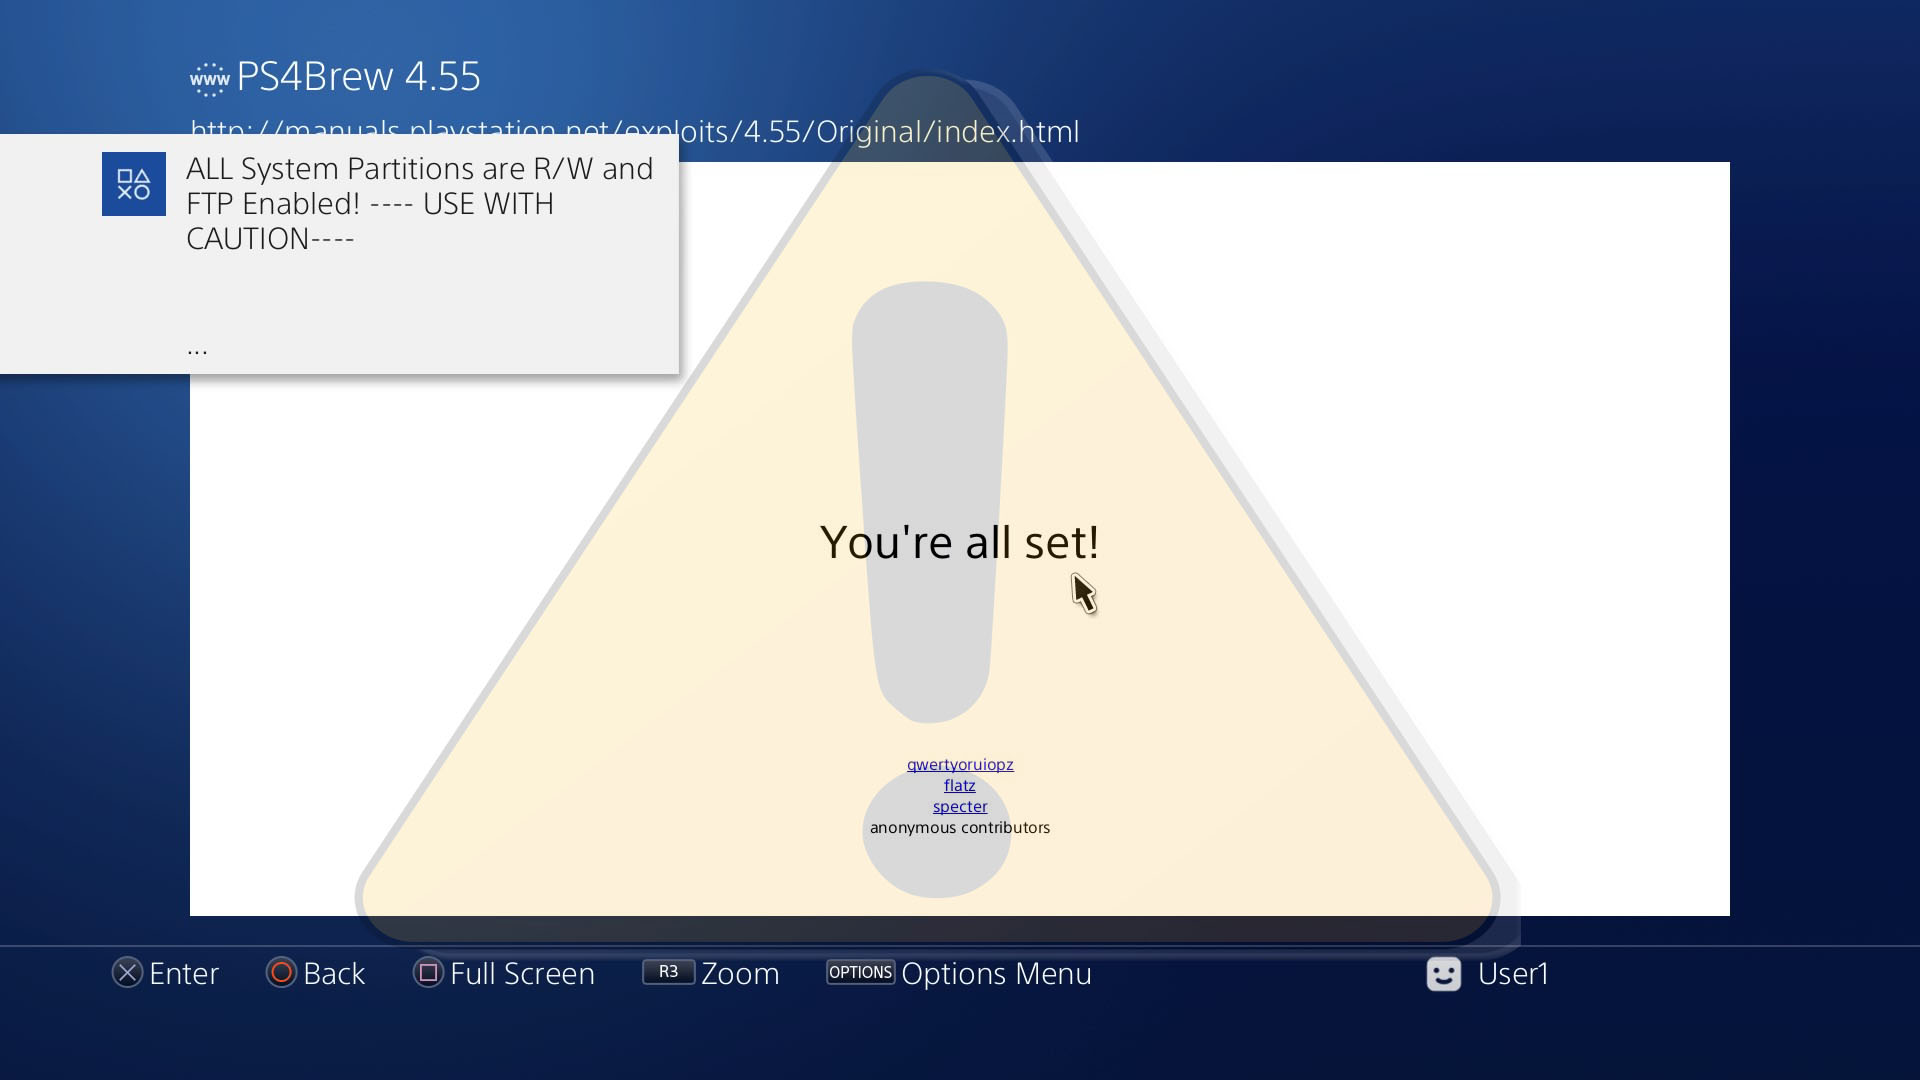 www PS4Brew 4.55
http://manuals.playstation.net/exploits/4.55/Original/index.html
ALL System Partitions are R/W and
FTP Enabled! ---- USE WITH
CAUTION----
...
You're all set!
qwertyoruiopz
flatz
specter
anonymous contributors
Enter Back Full Screen R3 Zoom OPTIONS Options Menu User1